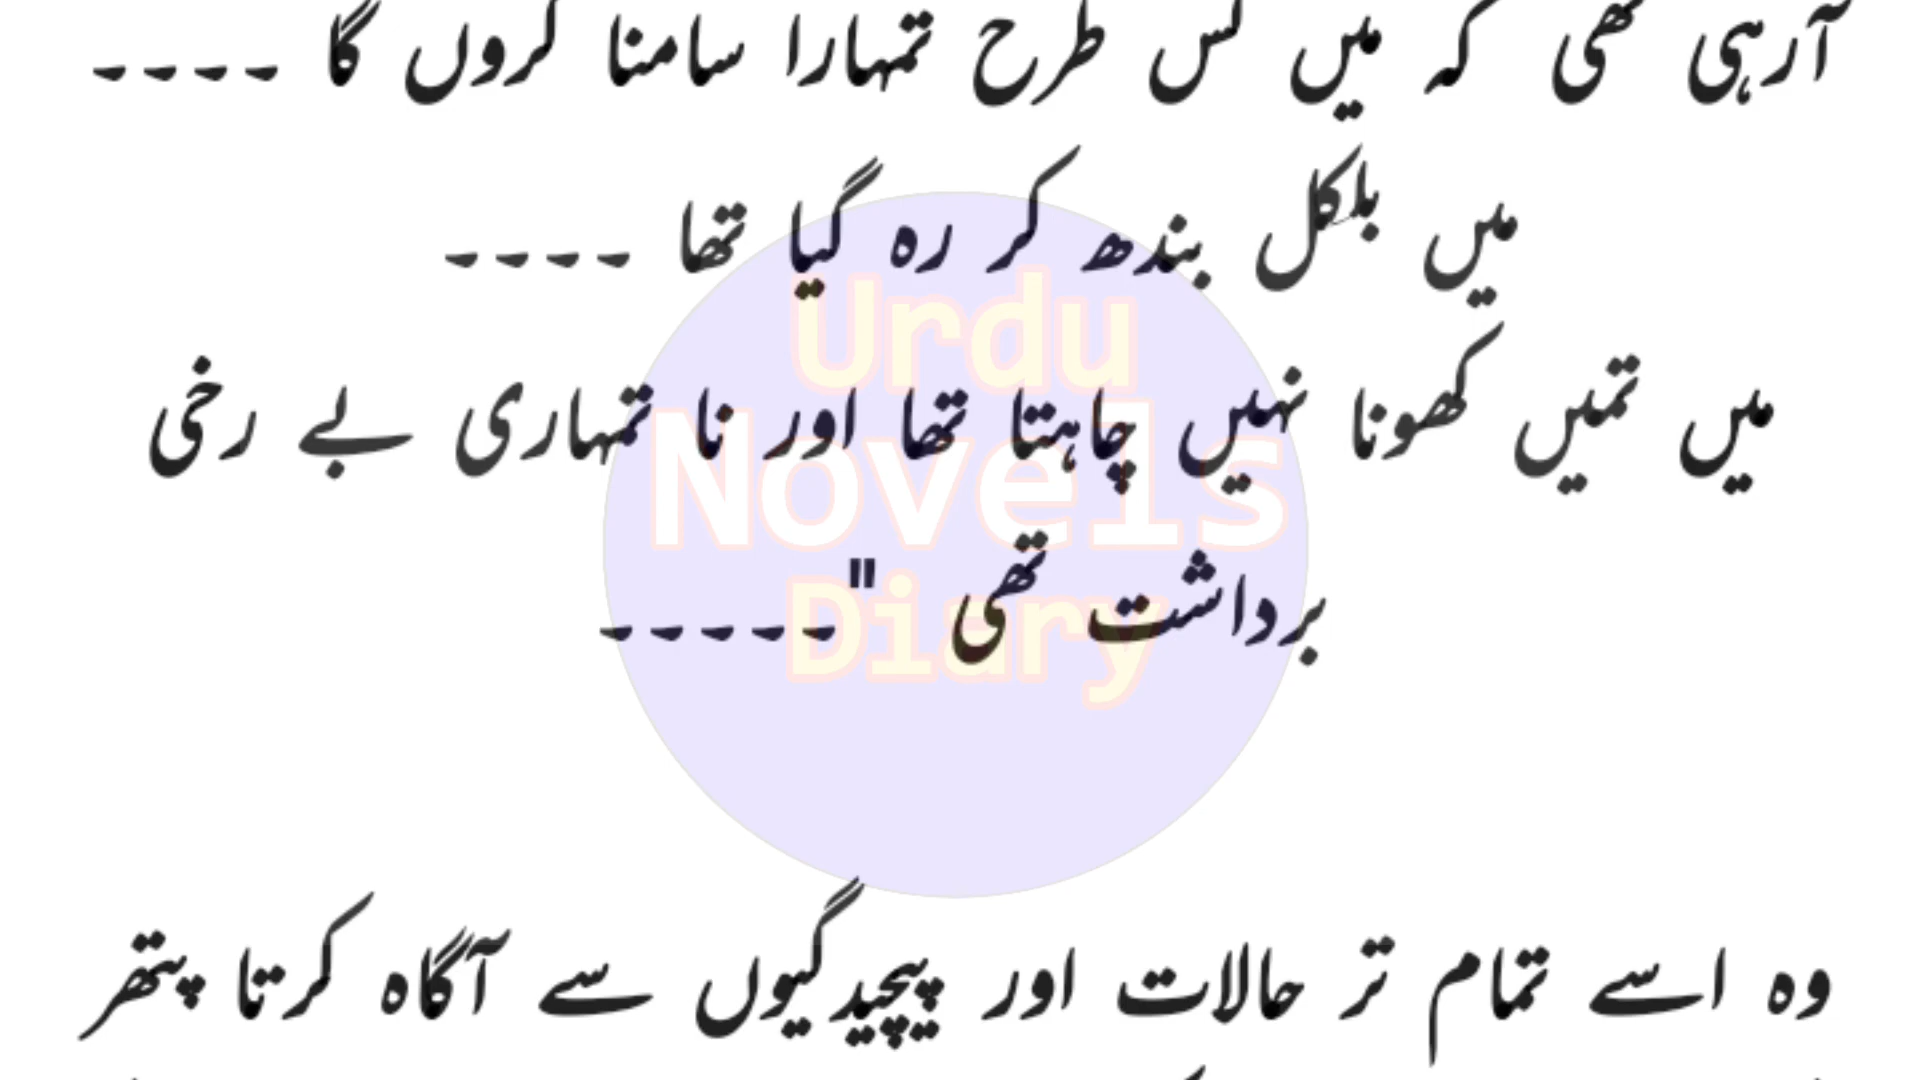 آرہی تھی کہ میں کس طرح تمہارا سامنا کروں گا ۔۔۔۔
میں بلکل بندھ کر رہ گیا تھا ۔۔۔۔
میں تمیں کھونا نہیں چاہتا تھا اور نا تمہاری بے رخی
برداشت تھی "۔۔۔۔۔
Urdu
Novels
Diary
وہ اسے تمام تر حالات اور پیچیدگیوں سے آگاہ کرتا پتھر